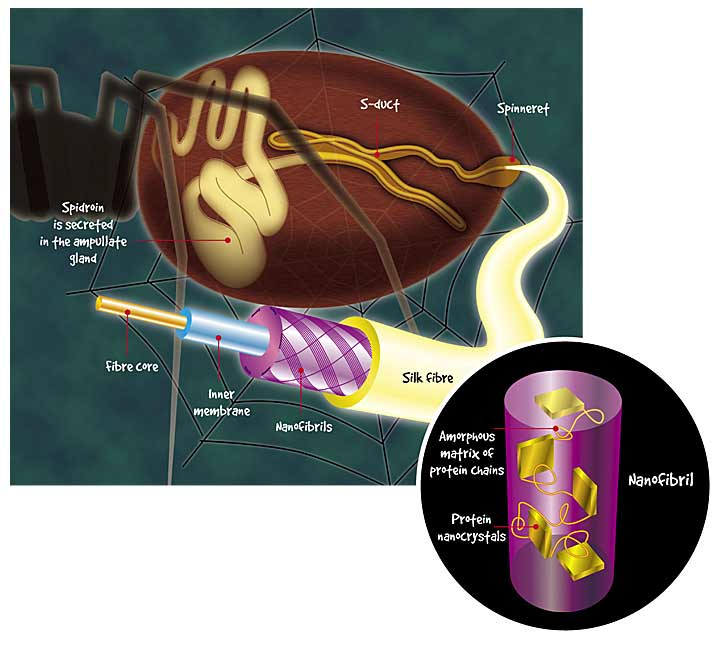 S-duct
Spinneret
Spidroin
is secreted
in the ampullate
gland
Fibre core
Inner
membrane
Nanofibrils
Silk fibre
Amorphous
matrix of
protein chains
Nanofibril
Protein
nanocrystals